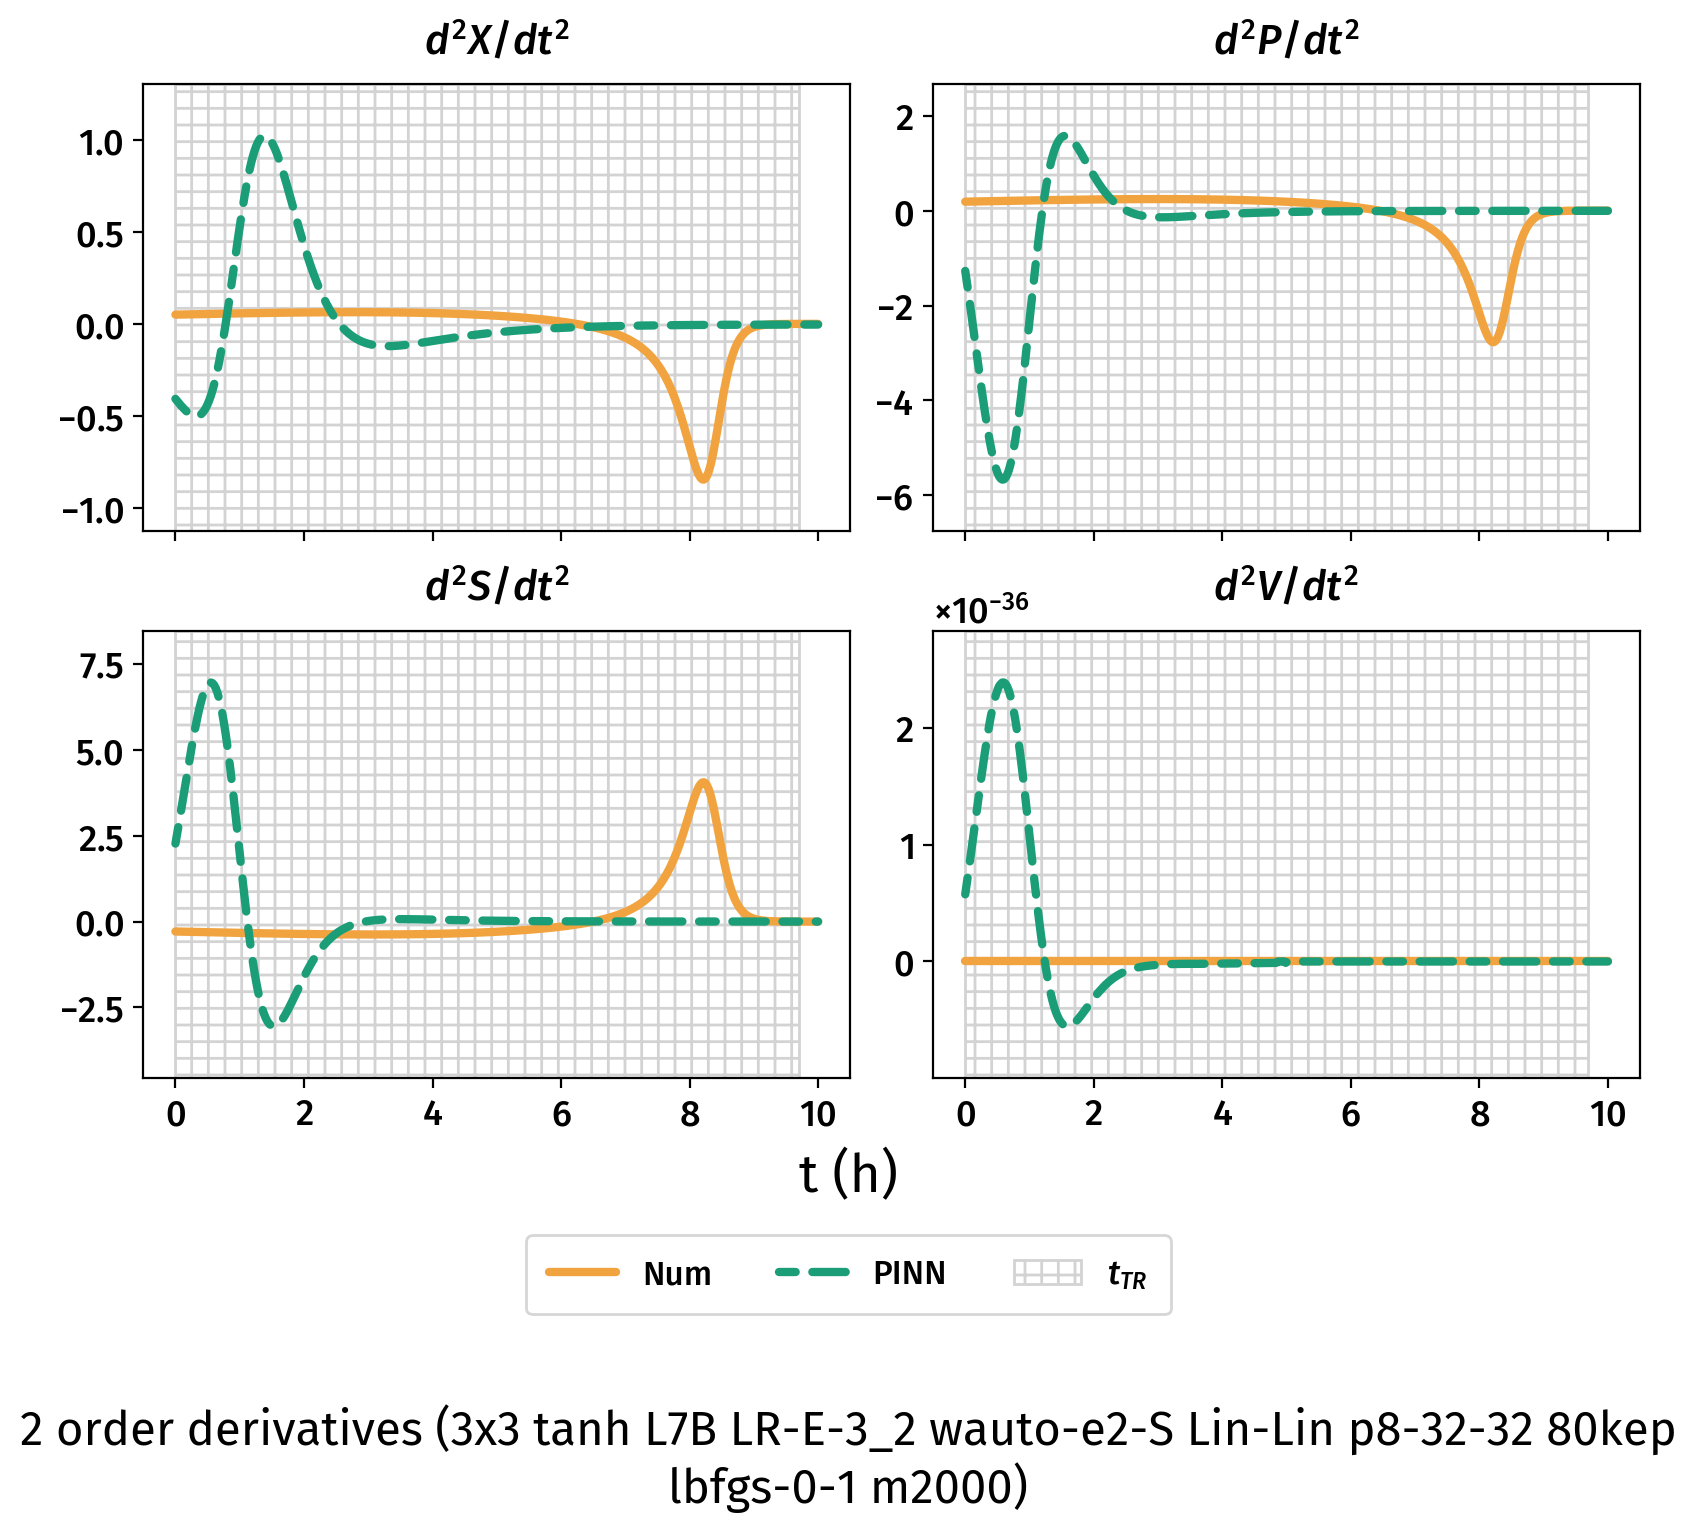 d²X/dt²
d²P/dt²
1.0
0.5
0.0
−0.5
−1.0
2
0
−2
−4
−6
d²S/dt²
d²V/dt²
×10⁻³⁶
7.5
5.0
2.5
0.0
−2.5
2
1
0
0 2 4 6 8 10
0 2 4 6 8 10
t (h)
Num PINN t_TR
2 order derivatives (3x3 tanh L7B LR-E-3_2 wauto-e2-S Lin-Lin p8-32-32 80kep
lbfgs-0-1 m2000)